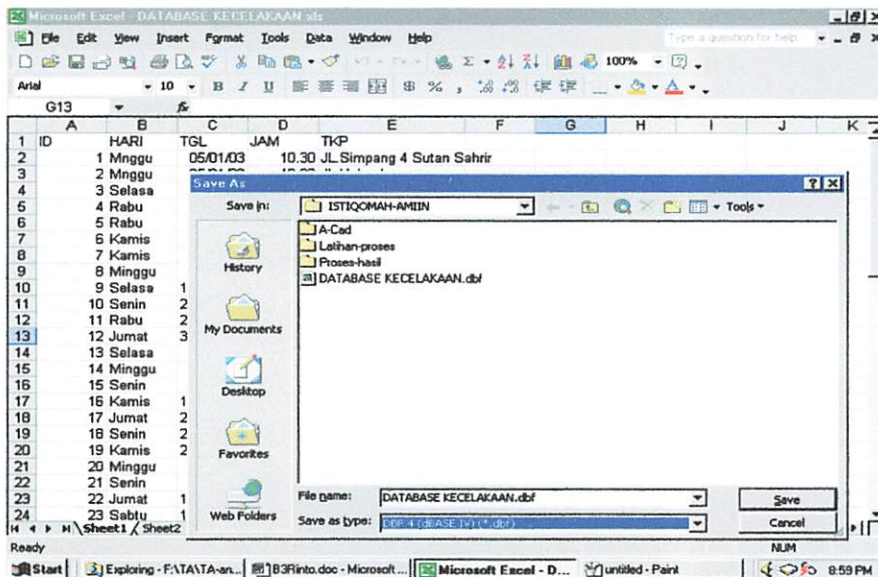 Microsoft Excel - DATABASE KECELAKAAN.xls
File Edit View Insert Format Tools Data Window Help Type a question for help
100%
Arial 10 B I U
G13 fx
A B C D E F G H I J K
1 ID HARI TGL JAM TKP
2 1 Mnggu 05/01/03 10.30 JL.Simpang 4 Sutan Sahrir
3 2 Mnggu
4 3 Selasa
5 4 Rabu
6 5 Rabu
7 6 Kamis
8 7 Kamis
9 8 Minggu
10 9 Selasa 1
11 10 Senin 2
12 11 Rabu 2
13 12 Jumat 3
14 13 Selasa
15 14 Minggu
16 15 Senin
17 16 Kamis 1
18 17 Jumat 2
19 18 Senin 2
20 19 Kamis 2
21 20 Minggu
22 21 Senin
23 22 Jumat 1
24 23 Sabtu 1
Save As
Save in: ISTIQOMAH-AMIIN Tools
History
My Documents
Desktop
Favorites
Web Folders
A-Cad
Latihan-proses
Proses-hasil
DATABASE KECELAKAAN.dbf
File name: DATABASE KECELAKAAN.dbf Save
Save as type: DBF 4 (dBASE IV) (*.dbf) Cancel
Sheet1 Sheet2
Ready NUM
Start Exploring - F:\TA\TA-an... B3Rinto.doc - Microsoft ... Microsoft Excel - D... untitled - Paint 8:59 PM